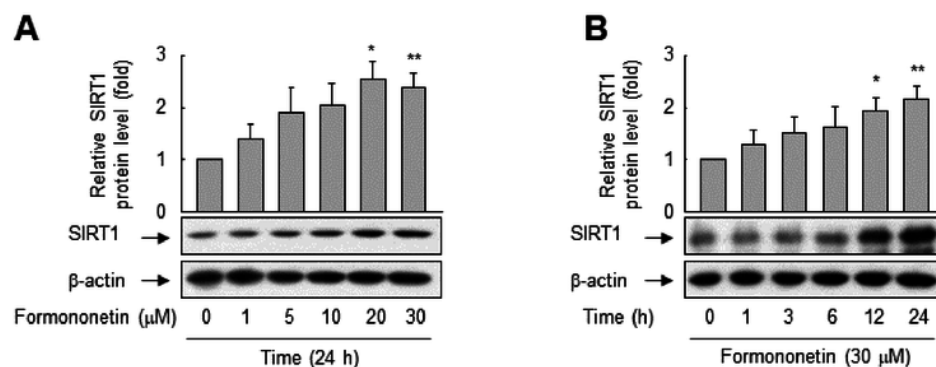 A
Relative SIRT1
protein level (fold)
3
2
1
0
* **
SIRT1
β-actin
Formononetin (μM) 0 1 5 10 20 30
Time (24 h)
B
Relative SIRT1
protein level (fold)
3
2
1
0
* **
SIRT1
β-actin
Time (h) 0 1 3 6 12 24
Formononetin (30 μM)